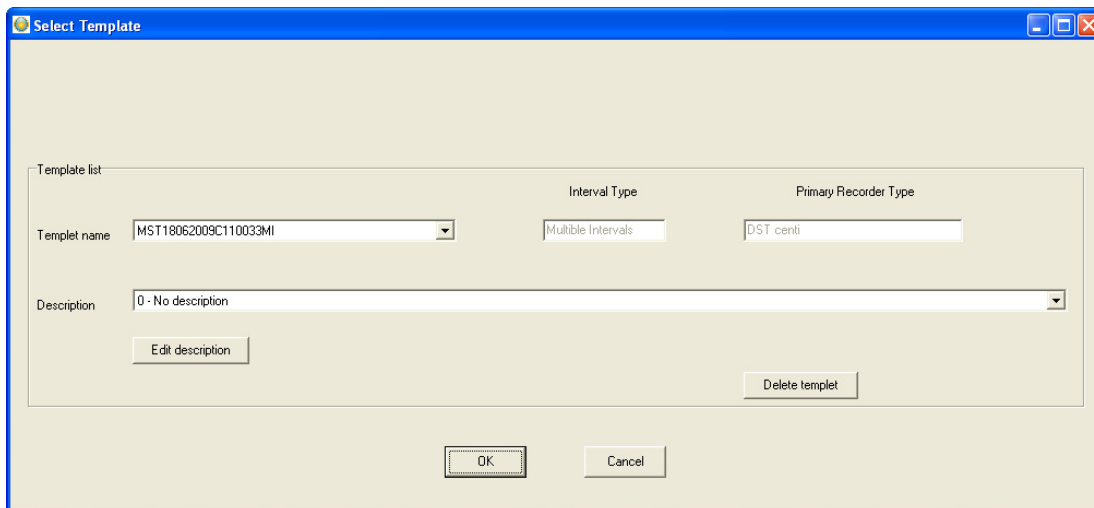 Select Template
Template list
Interval Type Primary Recorder Type
Templet name MST18062009C110033MI Multible Intervals DST centi
Description 0 - No description
Edit description
Delete templet
OK Cancel